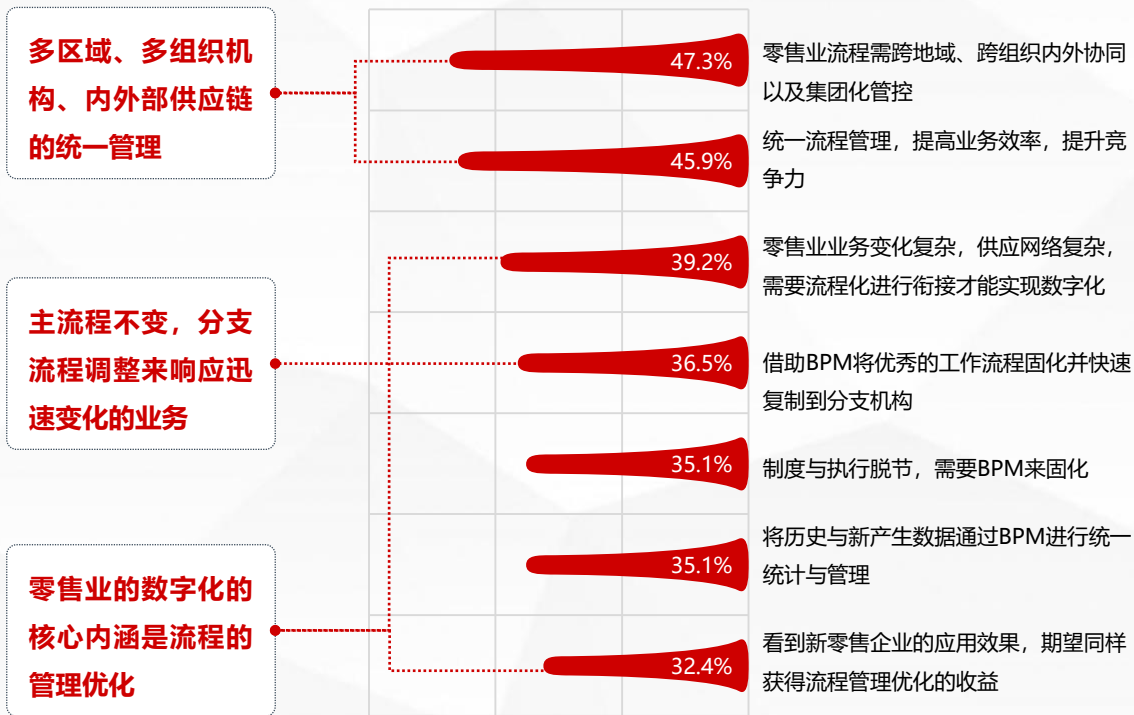 多区域、多组织机
构、内外部供应链
的统一管理
主流程不变，分支
流程调整来响应迅
速变化的业务
零售业的数字化的
核心内涵是流程的
管理优化
47.3%
零售业流程需跨地域、跨组织内外协同
以及集团化管控
45.9%
统一流程管理，提高业务效率，提升竞
争力
39.2%
零售业业务变化复杂，供应网络复杂，
需要流程化进行衔接才能实现数字化
36.5%
借助BPM将优秀的工作流程固化并快速
复制到分支机构
35.1%
制度与执行脱节，需要BPM来固化
35.1%
将历史与新产生数据通过BPM进行统一
统计与管理
32.4%
看到新零售企业的应用效果，期望同样
获得流程管理优化的收益